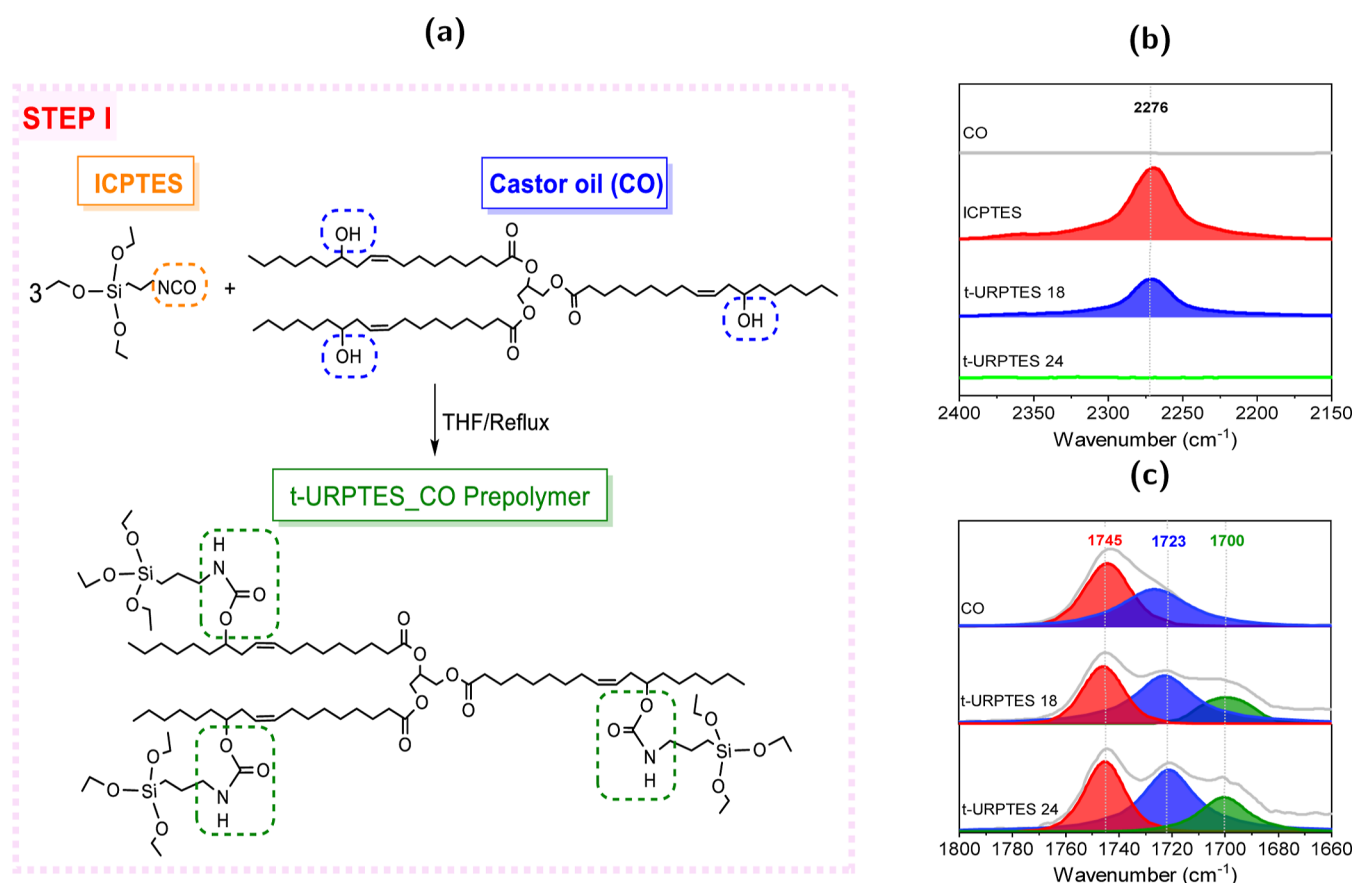 (a)
STEP I
ICPTES
Castor oil (CO)
3
O
O
Si
NCO
O
+
OH
O
O
O
O
O
O
OH
OH
THF/Reflux
t-URPTES_CO Prepolymer
O
O
Si
O
H
N
O
O
O
O
O
O
O
O
O
O
O
N
H
O
Si
O
O
O
O
N
H
O
O
Si
O
(b)
2276
CO
ICPTES
t-URPTES 18
t-URPTES 24
2400 2350 2300 2250 2200 2150
Wavenumber (cm-1)
(c)
1745 1723 1700
CO
t-URPTES 18
t-URPTES 24
1800 1780 1760 1740 1720 1700 1680 1660
Wavenumber (cm-1)